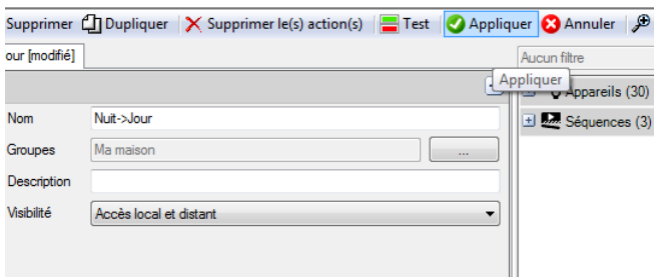 Supprimer Dupliquer Supprimer le(s) action(s) Test Appliquer Annuler
our [modifié]
Aucun filtre
Appliquer
Appareils (30)
Nom Nuit->Jour
Séquences (3)
Groupes Ma maison ...
Description
Visibilité Accès local et distant